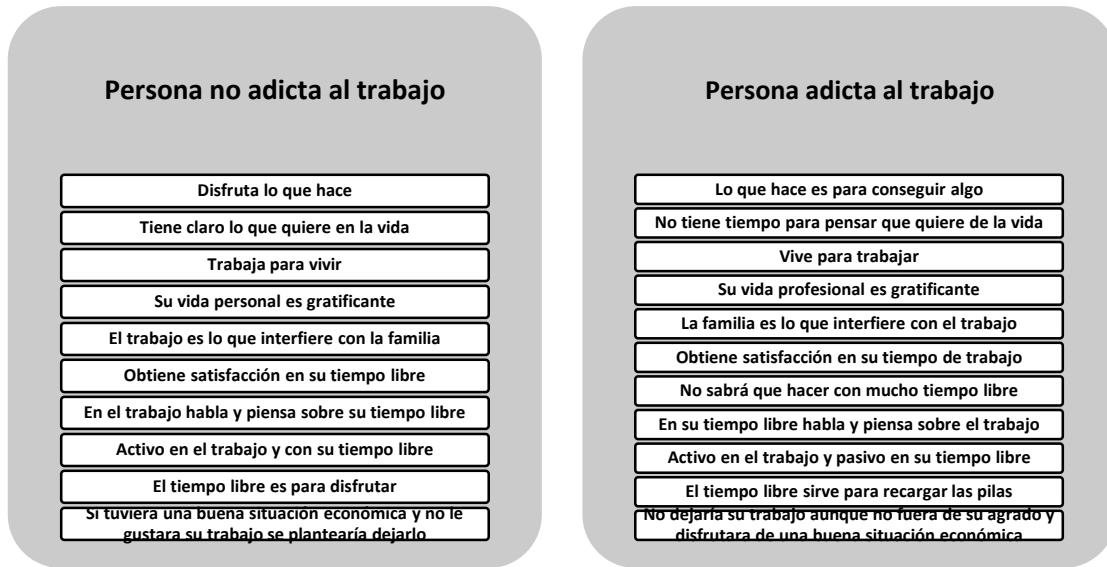 Persona no adicta al trabajo
Disfruta lo que hace
Tiene claro lo que quiere en la vida
Trabaja para vivir
Su vida personal es gratificante
El trabajo es lo que interfiere con la familia
Obtiene satisfacción en su tiempo libre
En el trabajo habla y piensa sobre su tiempo libre
Activo en el trabajo y con su tiempo libre
El tiempo libre es para disfrutar
Si tuviera una buena situación económica y no le
gustara su trabajo se plantearía dejarlo
Persona adicta al trabajo
Lo que hace es para conseguir algo
No tiene tiempo para pensar que quiere de la vida
Vive para trabajar
Su vida profesional es gratificante
La familia es lo que interfiere con el trabajo
Obtiene satisfacción en su tiempo de trabajo
No sabrá que hacer con mucho tiempo libre
En su tiempo libre habla y piensa sobre el trabajo
Activo en el trabajo y pasivo en su tiempo libre
El tiempo libre sirve para recargar las pilas
No dejaría su trabajo aunque no fuera de su agrado y
disfrutara de una buena situación económica